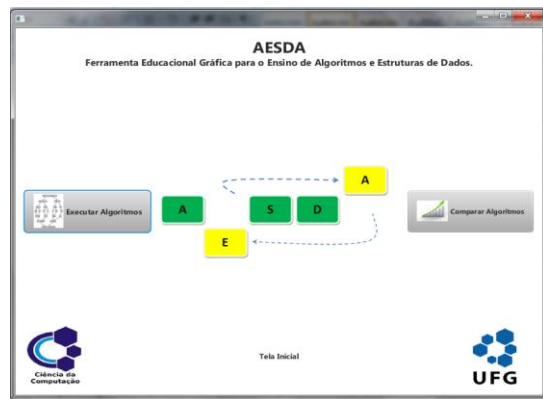 AESDA
Ferramenta Educacional Gráfica para o Ensino de Algoritmos e Estruturas de Dados.
A
Executar Algoritmos
A
S
D
Comparar Algoritmos
E
Tela Inicial
Ciência da
Computação
UFG